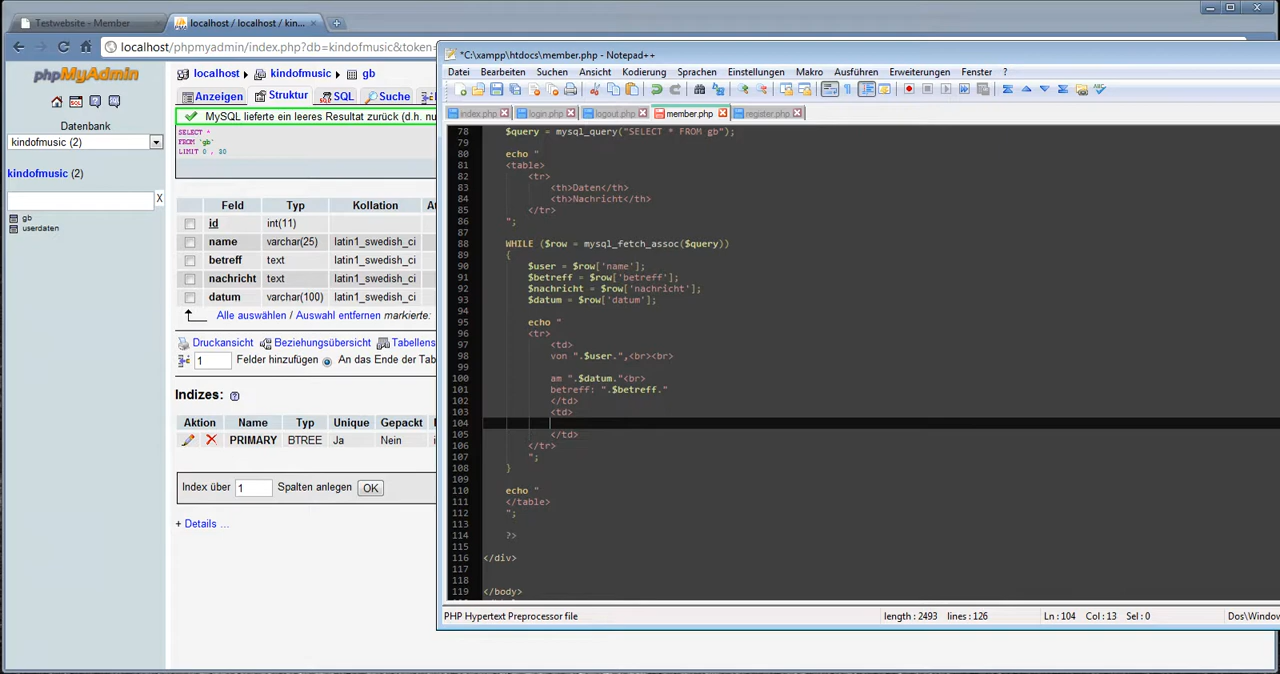 Testwebsite - Member
localhost / localhost / kin...
localhost/phpmyadmin/index.php?db=kindofmusic&token=
phpMyAdmin
Datenbank
kindofmusic (2)
kindofmusic (2)
X
gb
userdaten
localhost
kindofmusic
gb
Anzeigen
Struktur
SQL
Suche
MySQL lieferte ein leeres Resultat zurück (d.h. nu
SELECT *
FROM `gb`
LIMIT 0 , 30
Feld Typ Kollation At
id int(11)
name varchar(25) latin1_swedish_ci
betreff text latin1_swedish_ci
nachricht text latin1_swedish_ci
datum varchar(100) latin1_swedish_ci
Alle auswählen / Auswahl entfernen markierte:
Druckansicht Beziehungsübersicht Tabellens
1 Felder hinzufügen An das Ende der Tab
Indizes:
Aktion Name Typ Unique Gepackt
PRIMARY BTREE Ja Nein
Index über 1 Spalten anlegen OK
+ Details ...
*C:\xampp\htdocs\member.php - Notepad++
Datei Bearbeiten Suchen Ansicht Kodierung Sprachen Einstellungen Makro Ausführen Erweiterungen Fenster ?
index.php login.php logout.php member.php register.php
78 $query = mysql_query("SELECT * FROM gb");
79
80 echo "
81 <table>
82 <tr>
83 <th>Daten</th>
84 <th>Nachricht</th>
85 </tr>
86 ";
87
88 WHILE ($row = mysql_fetch_assoc($query))
89 {
90 $user = $row['name'];
91 $betreff = $row['betreff'];
92 $nachricht = $row['nachricht'];
93 $datum = $row['datum'];
94
95 echo "
96 <tr>
97 <td>
98 von ".$user.",<br><br>
99
100 am ".$datum."<br>
101 betreff: ".$betreff."
102 </td>
103 <td>
104
105 </td>
106 </tr>
107 ";
108 }
109
110 echo "
111 </table>
112 ";
113
114 ?>
115
116 </div>
117
118
119 </body>
PHP Hypertext Preprocessor file length : 2493 lines : 126 Ln : 104 Col : 13 Sel : 0 Dos\Window